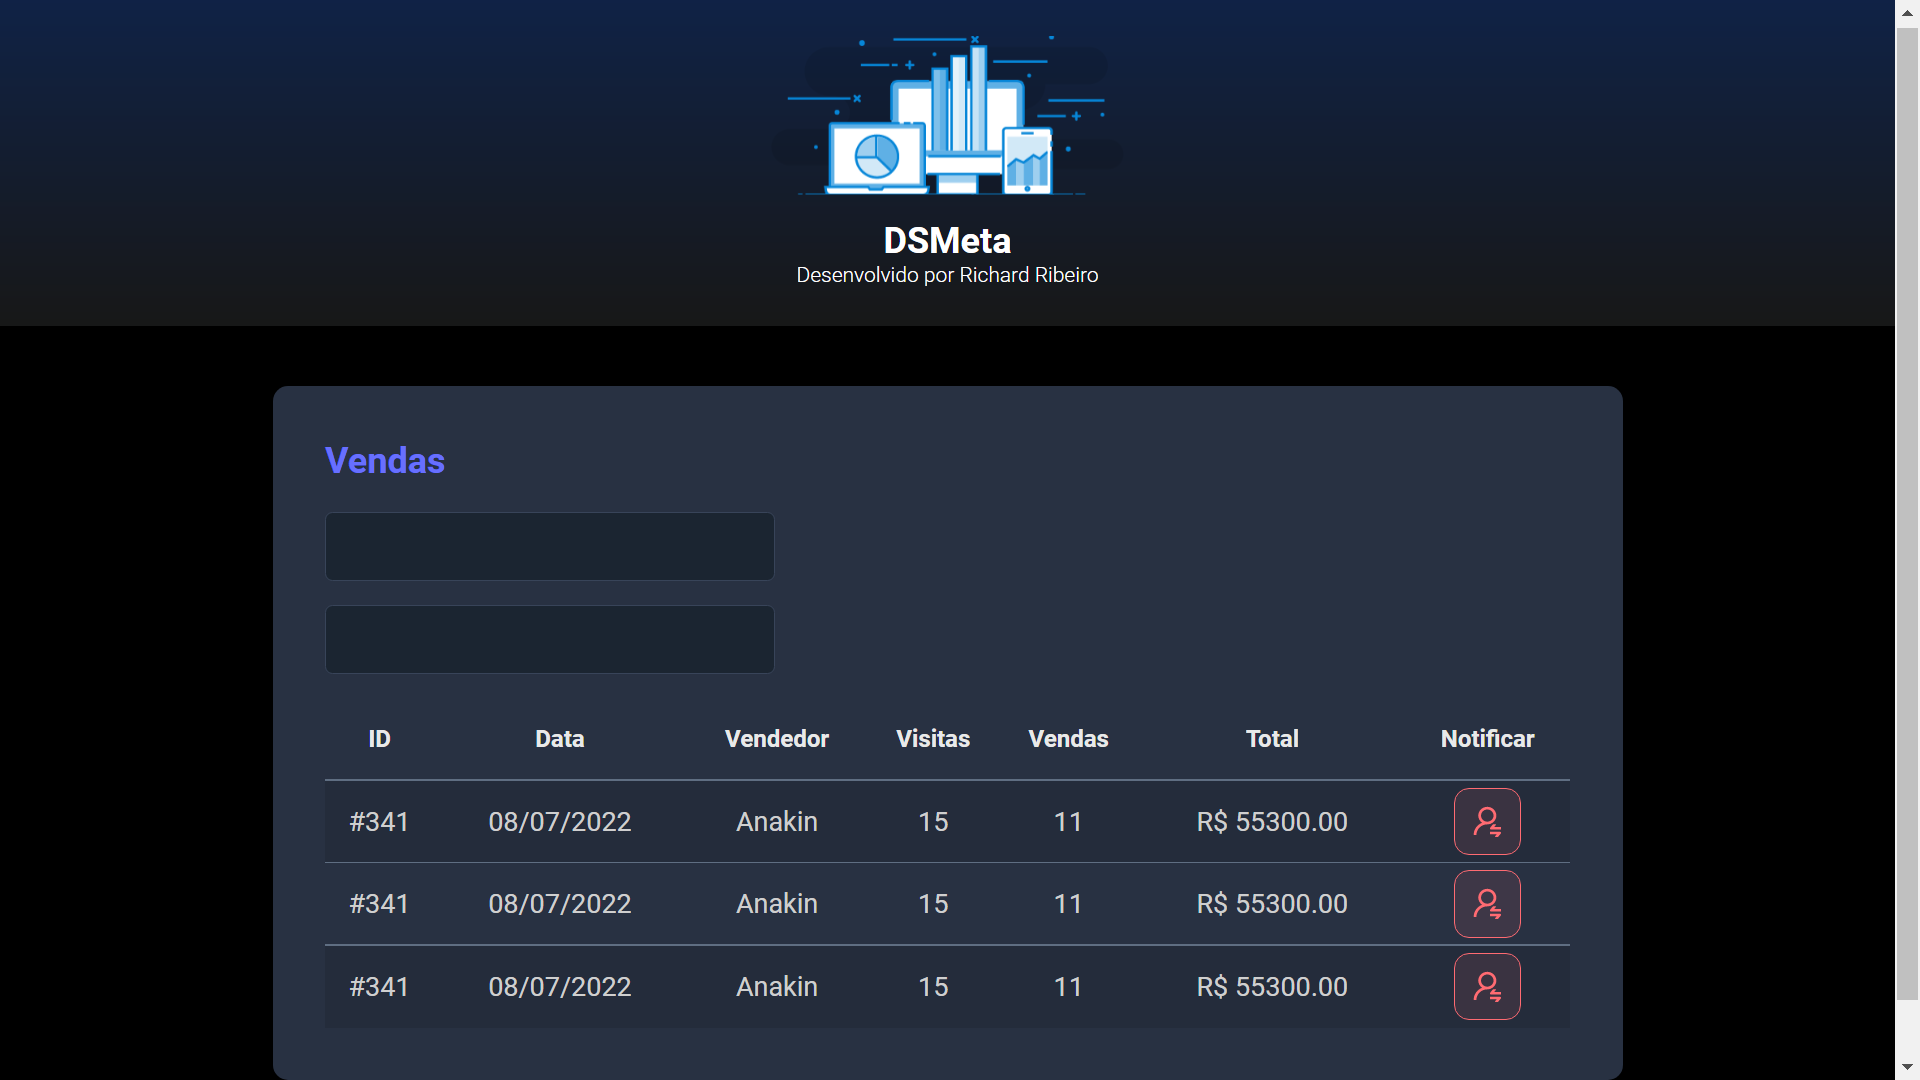 DSMeta
Desenvolvido por Richard Ribeiro
Vendas
ID Data Vendedor Visitas Vendas Total Notificar
#341 08/07/2022 Anakin 15 11 R$ 55300.00
#341 08/07/2022 Anakin 15 11 R$ 55300.00
#341 08/07/2022 Anakin 15 11 R$ 55300.00